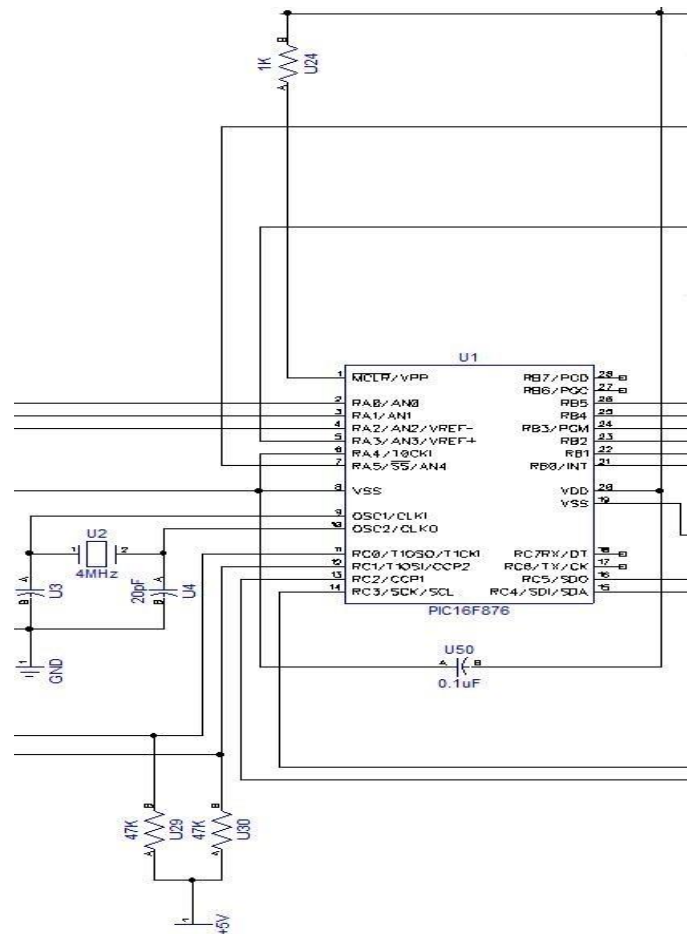 B
1K
U24
A
U1
1 MCLR/VPP
2 RA0/AN0
3 RA1/AN1
4 RA2/AN2/VREF-
5 RA3/AN3/VREF+
6 RA4/T0CKI
7 RA5/SS/AN4
8 VSS
9 OSC1/CLKI
10 OSC2/CLKO
11 RC0/T1OSO/T1CKI
12 RC1/T1OSI/CCP2
13 RC2/CCP1
14 RC3/SCK/SCL
RB7/PGD 28
RB6/PGC 27
RB5 26
RB4 25
RB3/PGM 24
RB2 23
RB1 22
RB0/INT 21
VDD 20
VSS 19
RC7RX/DT 18
RC6/TX/CK 17
RC5/SDO 16
RC4/SDI/SDA 15
PIC16F876
U2
1 2
4MHz
A
U3
B
A
20pF
U4
B
1
GND
U50
A B
0.1uF
B
47K
U29
A
B
47K
U30
A
1
+5V